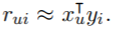 r_{ui} ≈ x_u^⊺ y_i.